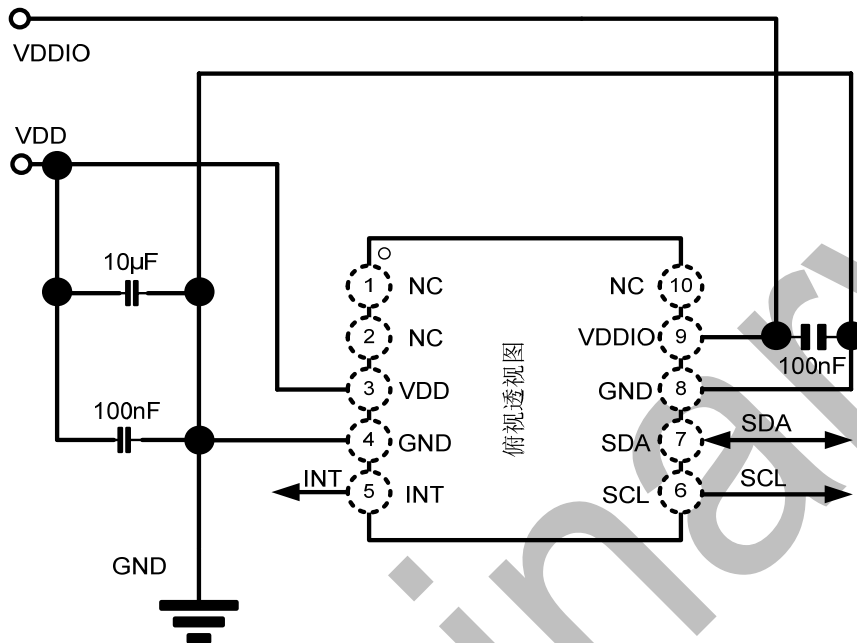 VDDIO
VDD
10μF
100nF
GND
1 NC
2 NC
3 VDD
4 GND
INT 5 INT
俯视透视图
NC 10
VDDIO 9
100nF
GND 8
SDA 7 SDA
SCL 6 SCL